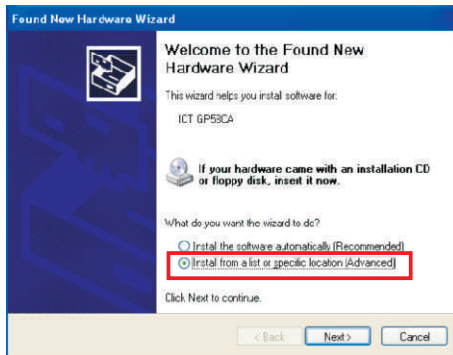 Found New Hardware Wizard
Welcome to the Found New
Hardware Wizard
This wizard helps you instal software for:
ICT GP58CA
If your hardware came with an installation CD
or floppy disk, insert it now.
What do you want the wizard to do?
Instal the software automatically (Recommended)
Instal from a list or specific location (Advanced)
Click Next to continue.
< Back
Next >
Cancel